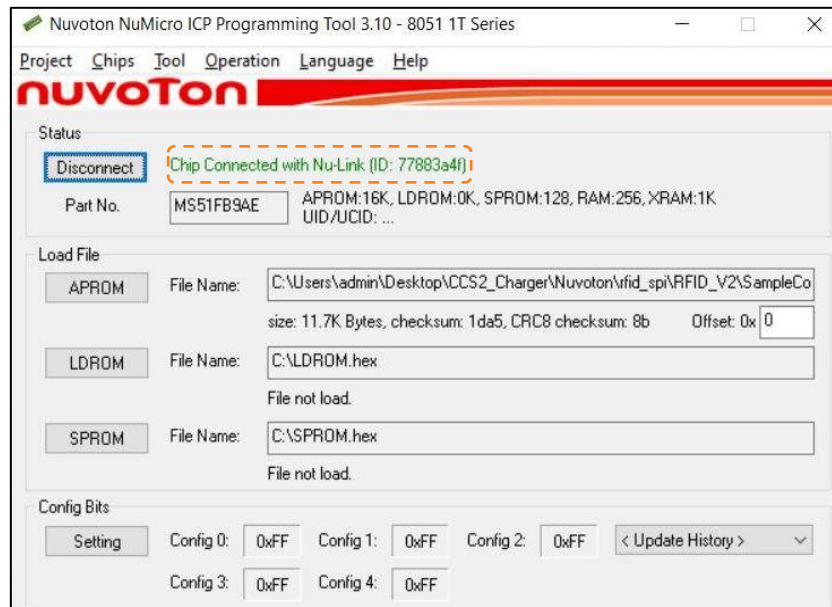 Nuvoton NuMicro ICP Programming Tool 3.10 - 8051 1T Series
Project Chips Tool Operation Language Help
nuvoTon
Status
Disconnect Chip Connected with Nu-Link (ID: 77883a4f)
Part No. MS51FB9AE APROM:16K, LDROM:0K, SPROM:128, RAM:256, XRAM:1K
UID/UCID: ...
Load File
APROM File Name: C:\Users\admin\Desktop\CCS2_Charger\Nuvoton\rfid_spi\RFID_V2\SampleCo
size: 11.7K Bytes, checksum: 1da5, CRC8 checksum: 8b Offset: 0x 0
LDROM File Name: C:\LDROM.hex
File not load.
SPROM File Name: C:\SPROM.hex
File not load.
Config Bits
Setting Config 0: 0xFF Config 1: 0xFF Config 2: 0xFF < Update History >
Config 3: 0xFF Config 4: 0xFF